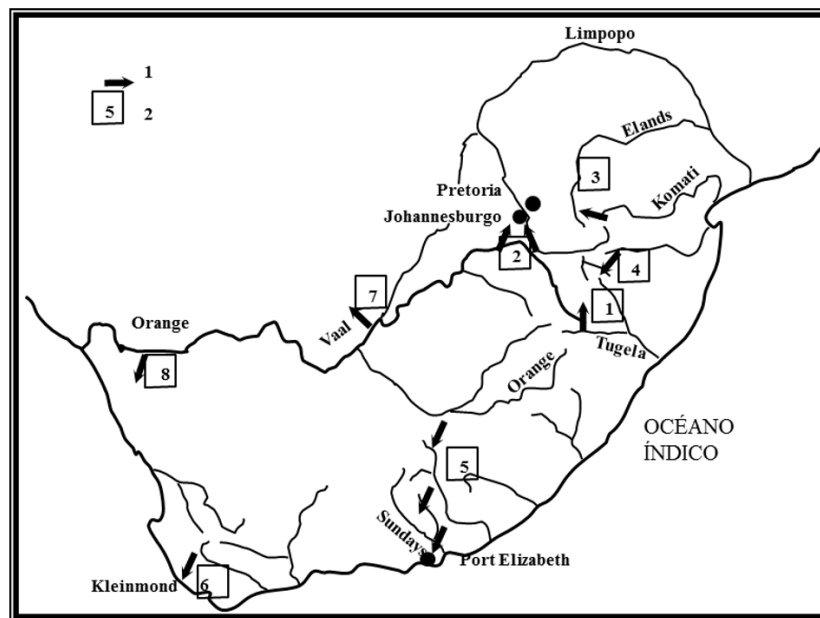 Limpopo
1
5
2
Elands
3
Komati
Pretoria
Johannesburgo
2
4
7
1
Orange
Vaal
Tugela
8
Orange
OCÉANO
ÍNDICO
5
Sundays
Port Elizabeth
Kleinmond
6